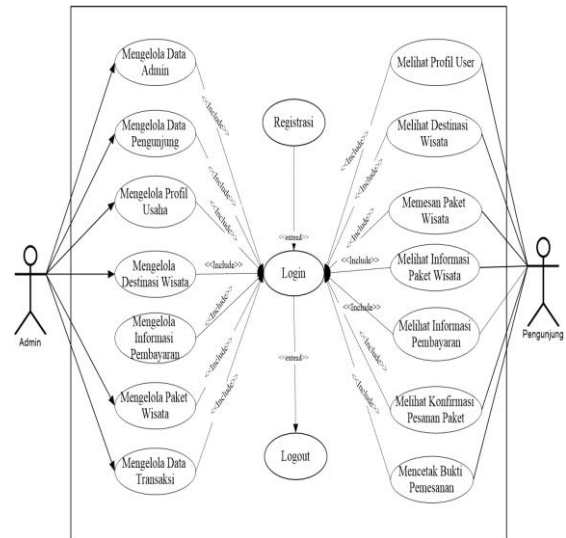 Mengelola Data
Admin
Mengelola Data
Pengunjung
Mengelola Profil
Usaha
Mengelola
Destinasi Wisata
Mengelola
Informasi
Pembayaran
Mengelola Paket
Wisata
Mengelola Data
Transaksi
Admin
<<Include>>
<<Include>>
<<Include>>
<<Include>>
<<Include>>
<<Include>>
<<Include>>
Registrasi
<<extend>>
Login
<<extend>>
Logout
<<Include>>
<<Include>>
<<Include>>
<<Include>>
<<Include>>
<<Include>>
<<Include>>
Melihat Profil User
Melihat Destinasi
Wisata
Memesan Paket
Wisata
Melihat Informasi
Paket Wisata
Melihat Informasi
Pembayaran
Melihat Konfirmasi
Pesanan Paket
Mencetak Bukti
Pemesanan
Pengunjung